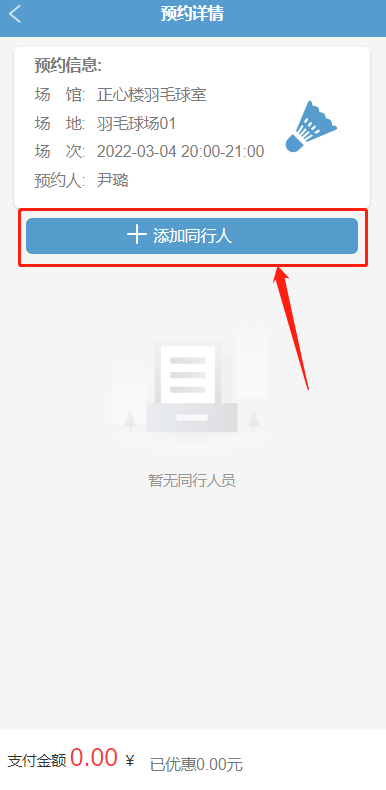 预约详情
预约信息:
场 馆: 正心楼羽毛球室
场 地: 羽毛球场01
场 次: 2022-03-04 20:00-21:00
预约人: 尹璐
添加同行人
暂无同行人员
支付金额 0.00 ¥ 已优惠0.00元